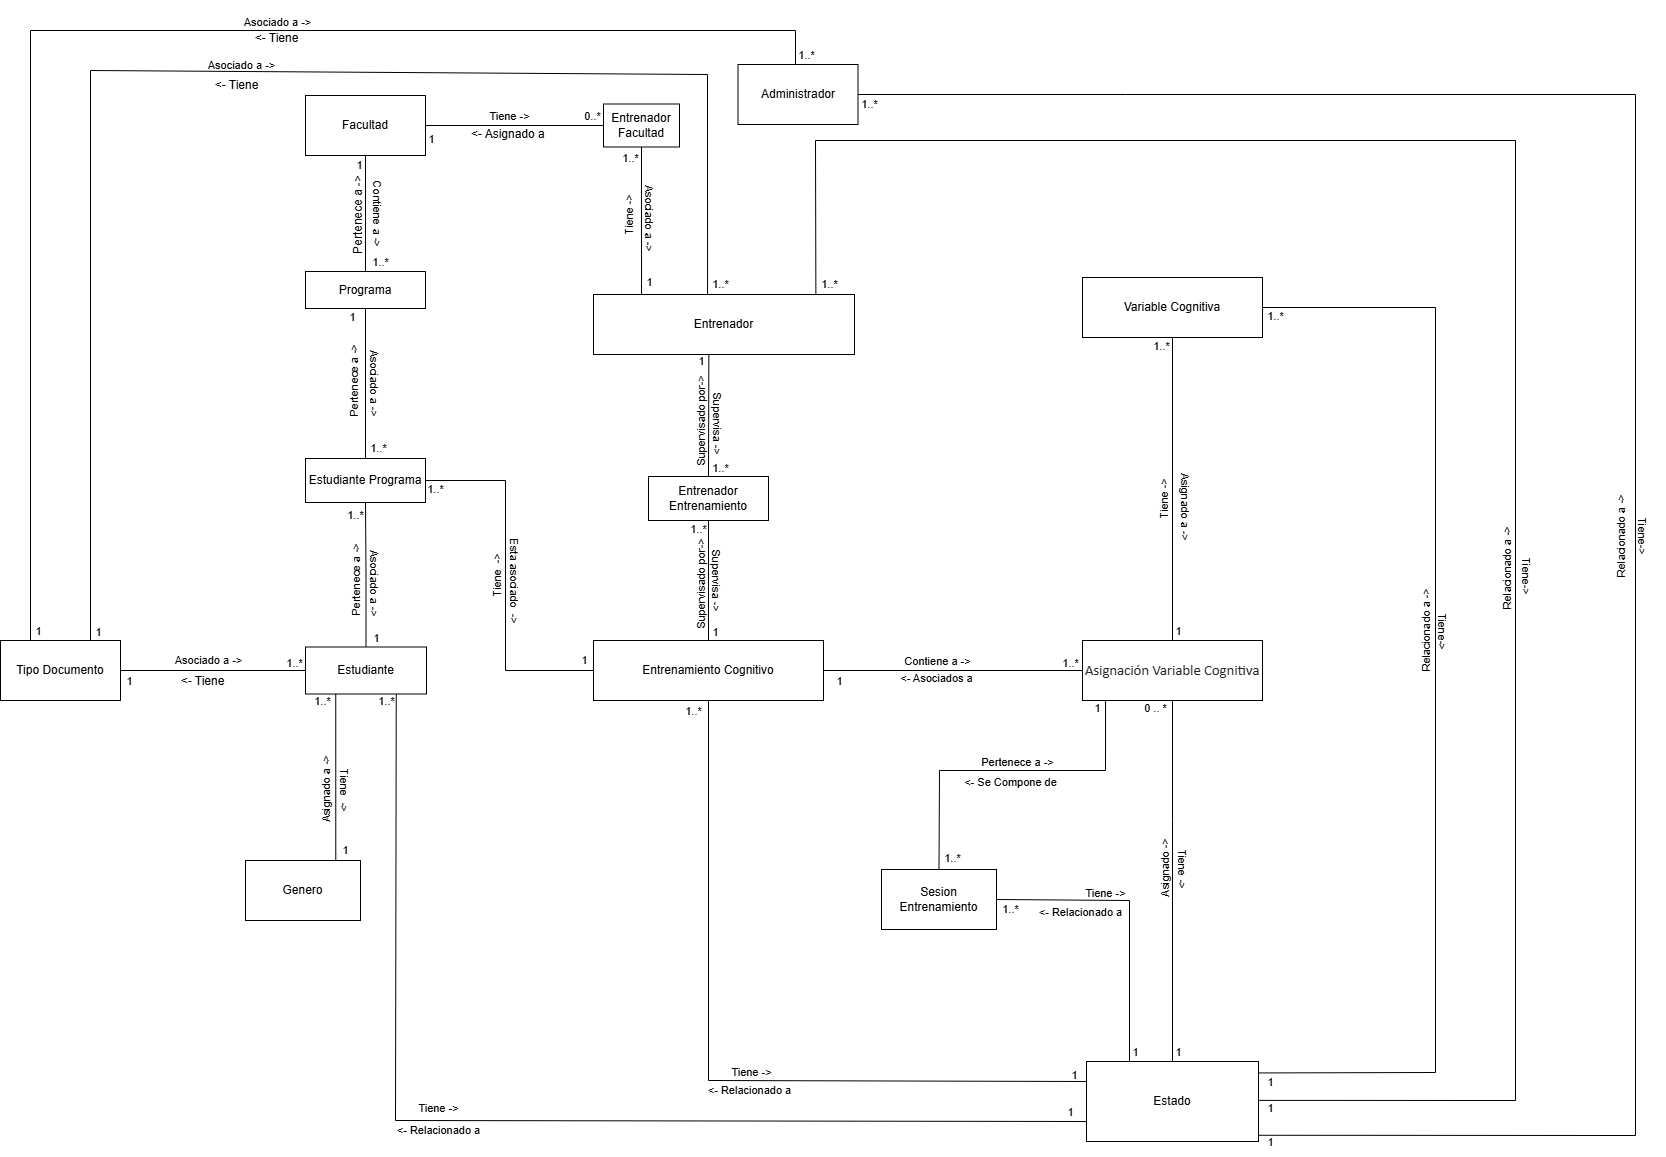 Asociado a ->
<- Tiene
1..*
Asociado a ->
<- Tiene
Administrador
1..*
Facultad
1
Tiene ->
<- Asignado a
0..*
Entrenador
Facultad
1..*
1
Pertenece a ->
Contiene a ->
1..*
Tiene ->
Asociado a ->
1
1..*
1..*
Programa
1
Entrenador
1
Variable Cognitiva
1..*
1..*
Pertenece a ->
Asociado a ->
1..*
Supervisado por->
Supervisa ->
1..*
Estudiante Programa
1..*
1..*
Entrenador
Entrenamiento
1..*
Tiene ->
Asignado a ->
Relacionado a ->
Tiene->
Relacionado a ->
Tiene->
Relacionado a ->
Tiene->
Pertenece a ->
Asociado a ->
1
Tiene ->
Esta asociado ->
Supervisado por->
Supervisa ->
1
1
1
1
Tipo Documento
1
Asociado a ->
<- Tiene
1..*
Estudiante
1..*
1..*
1
Entrenamiento Cognitivo
1..*
1
Contiene a ->
<- Asociados a
1..*
Asignación Variable Cognitiva
1
0 .. *
Asignado a ->
Tiene ->
1
Genero
Pertenece a ->
<- Se Compone de
1..*
Sesion
Entrenamiento
1..*
Tiene ->
<- Relacionado a
Asignado ->
Tiene ->
1
1
Tiene ->
<- Relacionado a
1
Tiene ->
<- Relacionado a
1
Estado
1
1
1